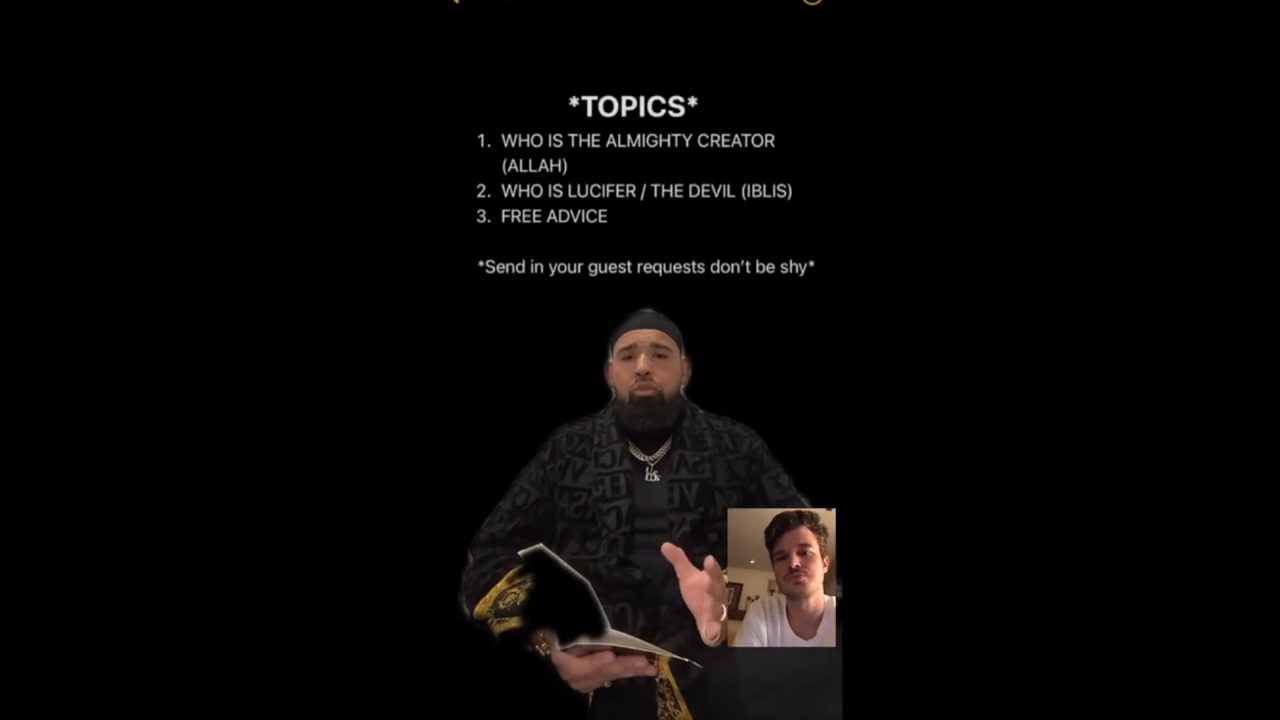 *TOPICS*
1. WHO IS THE ALMIGHTY CREATOR
(ALLAH)
2. WHO IS LUCIFER / THE DEVIL (IBLIS)
3. FREE ADVICE
*Send in your guest requests don’t be shy*